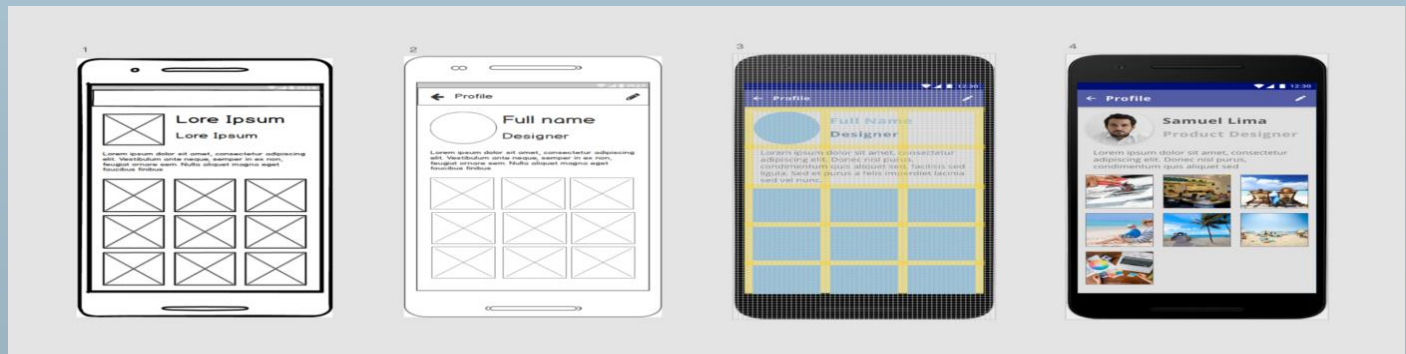 1
Lore Ipsum
Lore Ipsum
Lorem ipsum dolor sit amet, consectetur adipiscing
elit. Vestibulum ante neque, semper in ex non,
feugiat ornare sem. Nulla aliquet magna eget
faucibus finibus
2
Profile
Full name
Designer
Lorem ipsum dolor sit amet, consectetur adipiscing
elit. Vestibulum ante neque, semper in ex non,
feugiat ornare sem. Nulla aliquet magna eget
faucibus finibus
3
12:30
Profile
Full Name
Designer
Lorem ipsum dolor sit amet, consectetur
adipiscing elit. Donec nisl purus,
condimentum quis aliquet sed, facilisis sed
ligula. Sed et purus a felis imperdiet lacinia
sed vel nunc.
4
12:30
Profile
Samuel Lima
Product Designer
Lorem ipsum dolor sit amet, consectetur
adipiscing elit. Donec nisl purus,
condimentum quis aliquet sed